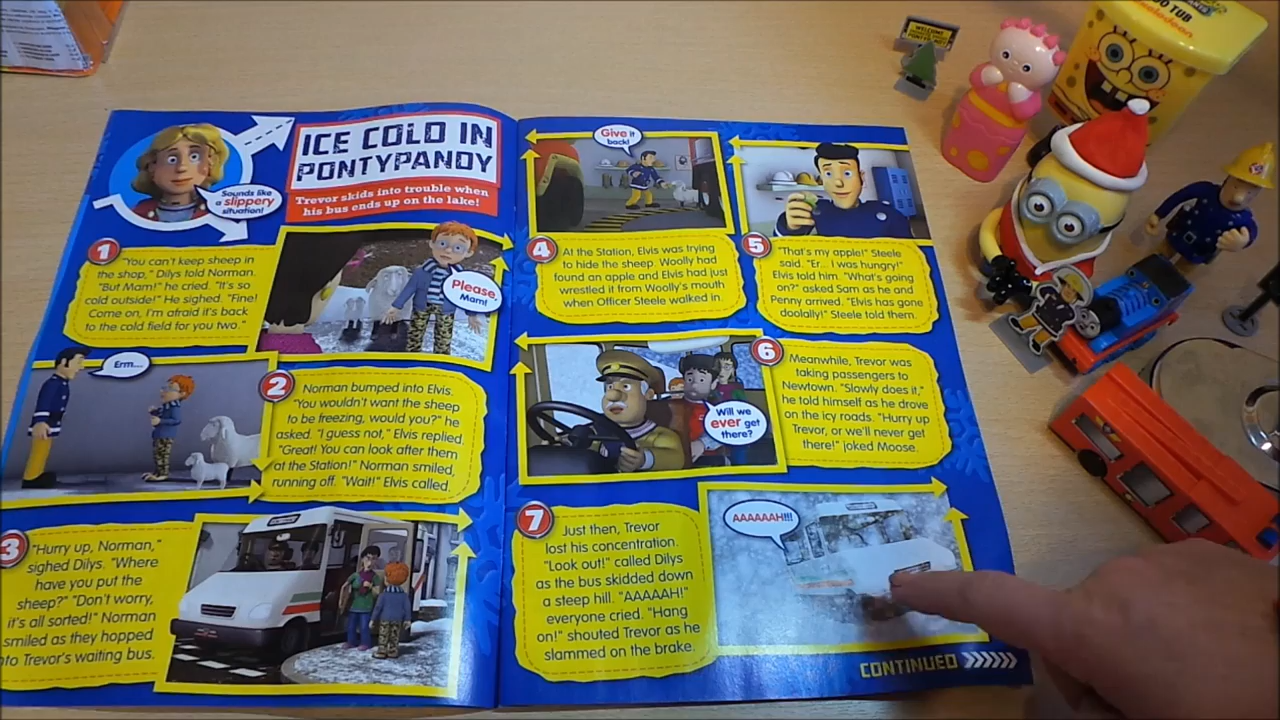 Sounds like
a slippery
situation!
ICE COLD IN
PONTYPANDY
Trevor skids into trouble when
his bus ends up on the lake!
1
"You can't keep sheep in
the shop," Dilys told Norman.
"But Mam!" he cried. "It's so
cold outside!" He sighed. "Fine!
Come on, I'm afraid it's back
to the cold field for you two."
Please,
Mam!
Erm...
2
Norman bumped into Elvis.
"You wouldn't want the sheep
to be freezing, would you?" he
asked. "I guess not," Elvis replied.
"Great! You can look after them
at the Station!" Norman smiled,
running off. "Wait!" Elvis called.
3
"Hurry up, Norman,"
sighed Dilys. "Where
have you put the
sheep?" "Don't worry,
it's all sorted!" Norman
smiled as they hopped
into Trevor's waiting bus.
Give it
back!
4
At the Station, Elvis was trying
to hide the sheep. Woolly had
found an apple and Elvis had just
wrestled it from Woolly's mouth
when Officer Steele walked in.
5
"That's my apple!" Steele
said. "Er... I was hungry!"
Elvis told him. "What's going
on?" asked Sam as he and
Penny arrived. "Elvis has gone
doolally!" Steele told them.
Will we
ever get
there?
6
Meanwhile, Trevor was
taking passengers to
Newtown. "Slowly does it,"
he told himself as he drove
on the icy roads. "Hurry up
Trevor, or we'll never get
there!" joked Moose.
7
Just then, Trevor
lost his concentration.
"Look out!" called Dilys
as the bus skidded down
a steep hill. "AAAAAH!"
everyone cried. "Hang
on!" shouted Trevor as he
slammed on the brake.
AAAAAAH!!!
CONTINUED
WELCOME
TUB
nickelodeon